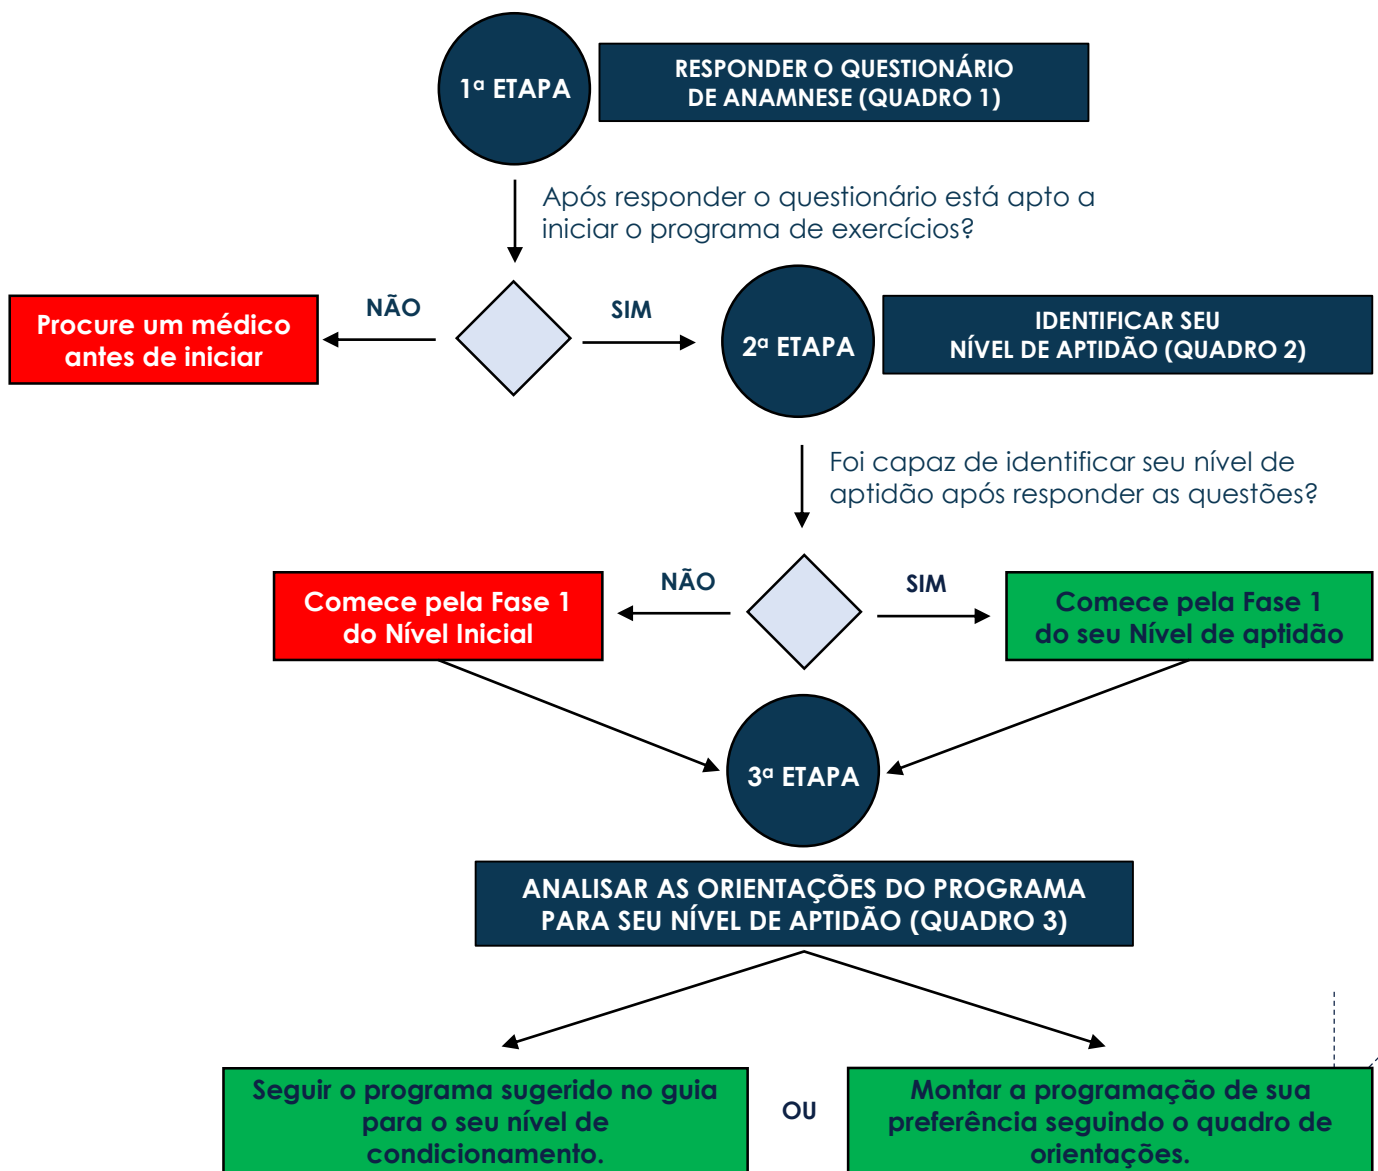 1ª ETAPA
RESPONDER O QUESTIONÁRIO
DE ANAMNESE (QUADRO 1)
Após responder o questionário está apto a
iniciar o programa de exercícios?
NÃO
SIM
Procure um médico
antes de iniciar
2ª ETAPA
IDENTIFICAR SEU
NÍVEL DE APTIDÃO (QUADRO 2)
Foi capaz de identificar seu nível de
aptidão após responder as questões?
NÃO
SIM
Comece pela Fase 1
do Nível Inicial
Comece pela Fase 1
do seu Nível de aptidão
3ª ETAPA
ANALISAR AS ORIENTAÇÕES DO PROGRAMA
PARA SEU NÍVEL DE APTIDÃO (QUADRO 3)
Seguir o programa sugerido no guia
para o seu nível de
condicionamento.
OU
Montar a programação de sua
preferência seguindo o quadro de
orientações.